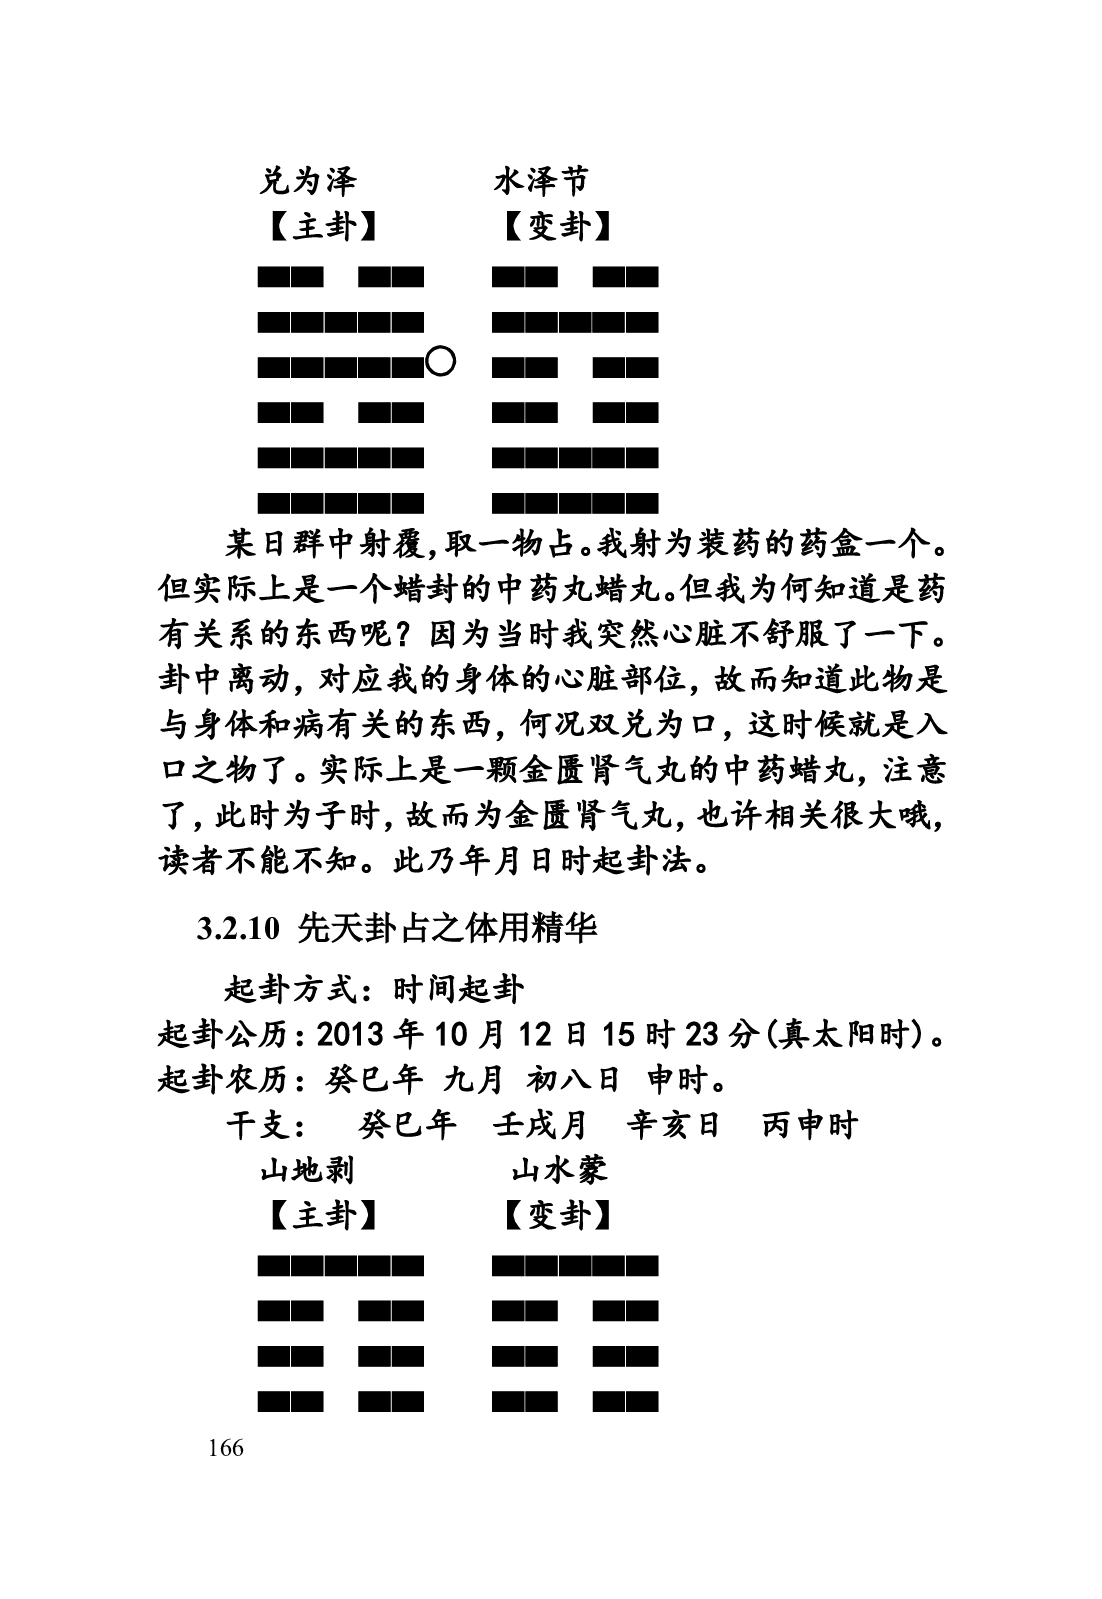 兑为泽 水泽节
【主卦】 【变卦】
某日群中射覆,取一物占。我射为装药的药盒一个。
但实际上是一个蜡封的中药丸蜡丸。但我为何知道是药
有关系的东西呢？因为当时我突然心脏不舒服了一下。
卦中离动，对应我的身体的心脏部位，故而知道此物是
与身体和病有关的东西，何况双兑为口，这时候就是入
口之物了。实际上是一颗金匮肾气丸的中药蜡丸，注意
了，此时为子时，故而为金匮肾气丸，也许相关很大哦，
读者不能不知。此乃年月日时起卦法。
3.2.10 先天卦占之体用精华
起卦方式：时间起卦
起卦公历：2013 年 10 月 12 日 15 时 23 分(真太阳时)。
起卦农历：癸巳年 九月 初八日 申时。
干支： 癸巳年 壬戌月 辛亥日 丙申时
山地剥 山水蒙
【主卦】 【变卦】
166